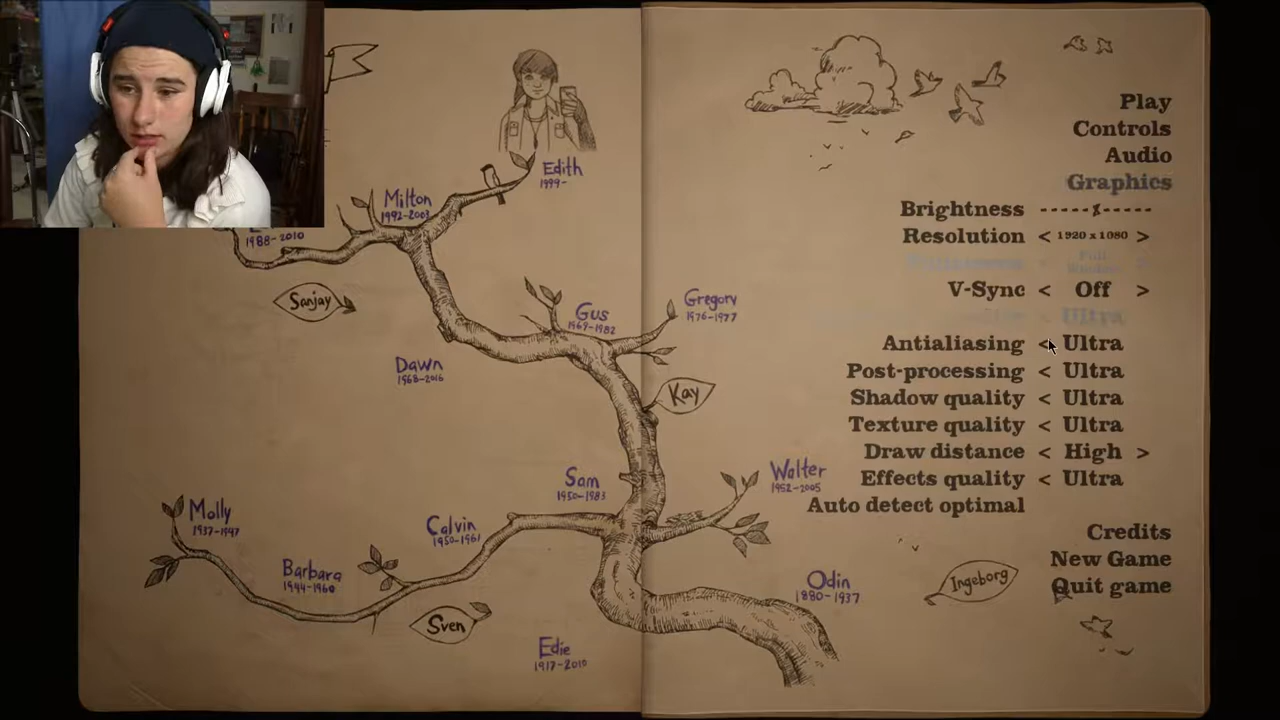 Edith
1999-
Milton
1992-2003
1988-2010
Sanjay
Gus
1969-1982
Gregory
1976-1977
Dawn
1968-2016
Kay
Sam
1950-1983
Walter
1952-2005
Molly
1937-1947
Calvin
1950-1961
Barbara
1944-1960
Sven
Odin
1880-1937
Edie
1917-2010
Ingeborg
Play
Controls
Audio
Graphics
Brightness
Resolution < 1920 x 1080 >
Full
V-Sync < Off >
Ultra
Antialiasing < Ultra
Post-processing < Ultra
Shadow quality < Ultra
Texture quality < Ultra
Draw distance < High >
Effects quality < Ultra
Auto detect optimal
Credits
New Game
Quit game